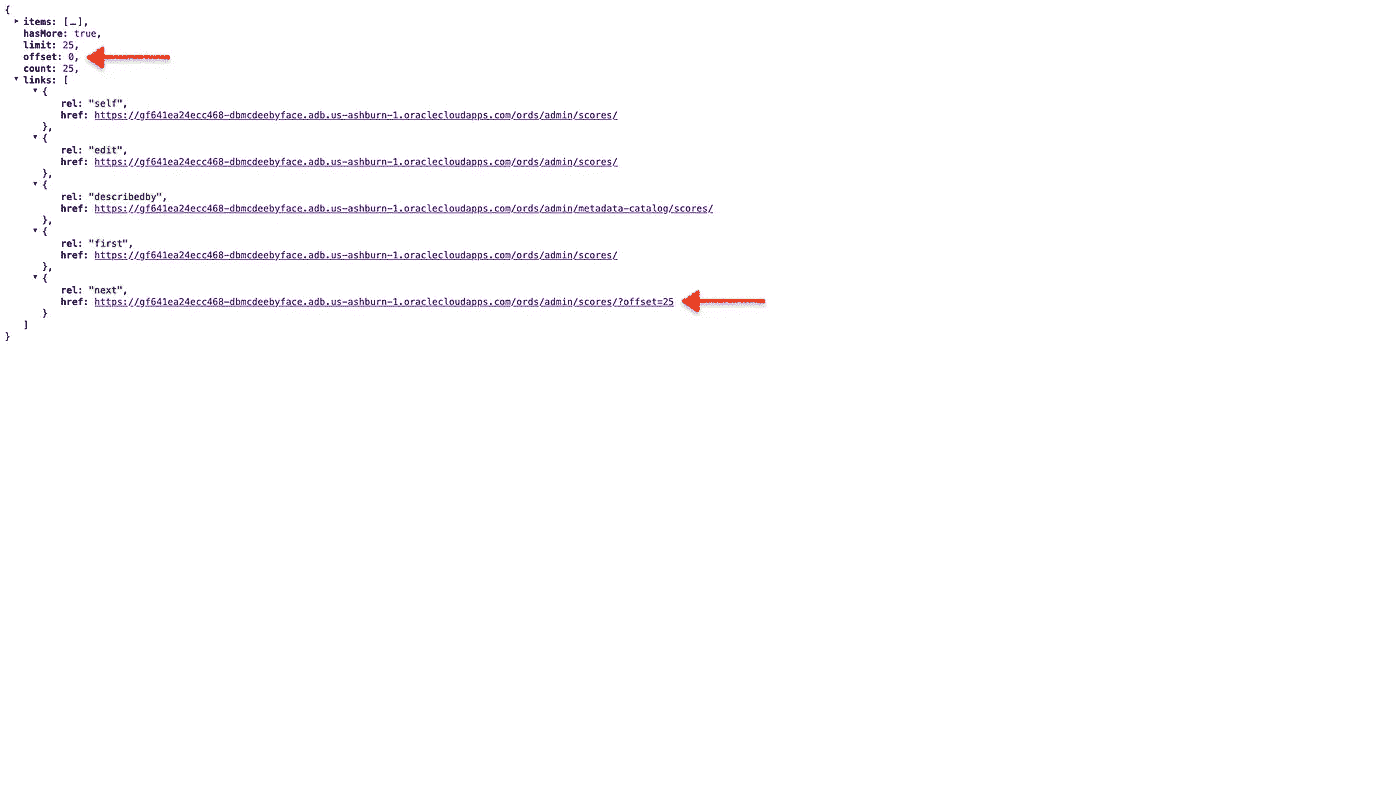 {
items: […],
hasMore: true,
limit: 25,
offset: 0,
count: 25,
links: [
{
rel: "self",
href: https://gf641ea24ecc468-dbmcdeebyface.adb.us-ashburn-1.oraclecloudapps.com/ords/admin/scores/
},
{
rel: "edit",
href: https://gf641ea24ecc468-dbmcdeebyface.adb.us-ashburn-1.oraclecloudapps.com/ords/admin/scores/
},
{
rel: "describedby",
href: https://gf641ea24ecc468-dbmcdeebyface.adb.us-ashburn-1.oraclecloudapps.com/ords/admin/metadata-catalog/scores/
},
{
rel: "first",
href: https://gf641ea24ecc468-dbmcdeebyface.adb.us-ashburn-1.oraclecloudapps.com/ords/admin/scores/
},
{
rel: "next",
href: https://gf641ea24ecc468-dbmcdeebyface.adb.us-ashburn-1.oraclecloudapps.com/ords/admin/scores/?offset=25
}
]
}